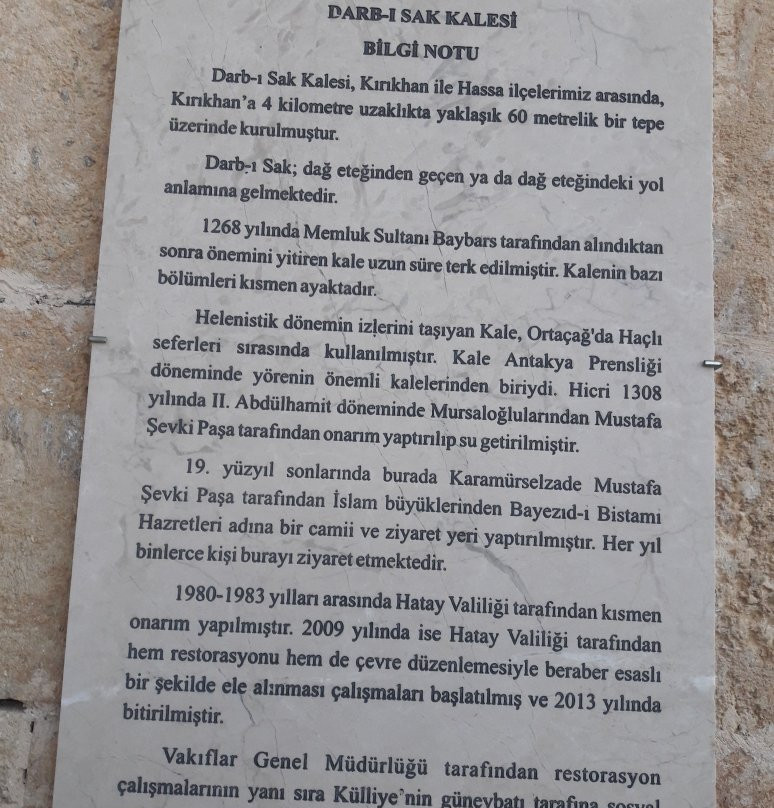 DARB-I SAK KALESİ
BİLGİ NOTU
Darb-ı Sak Kalesi, Kırıkhan ile Hassa ilçelerimiz arasında,
Kırıkhan'a 4 kilometre uzaklıkta yaklaşık 60 metrelik bir tepe
üzerinde kurulmuştur.
Darb-ı Sak; dağ eteğinden geçen ya da dağ eteğindeki yol
anlamına gelmektedir.
1268 yılında Memluk Sultanı Baybars tarafından alındıktan
sonra önemini yitiren kale uzun süre terk edilmiştir. Kalenin bazı
bölümleri kısmen ayaktadır.
Helenistik dönemin izlerini taşıyan Kale, Ortaçağ'da Haçlı
seferleri sırasında kullanılmıştır. Kale Antakya Prensliği
döneminde yörenin önemli kalelerinden biriydi. Hicri 1308
yılında II. Abdülhamit döneminde Mursaloğlularından Mustafa
Şevki Paşa tarafından onarım yaptırılıp su getirilmiştir.
19. yüzyıl sonlarında burada Karamürselzade Mustafa
Şevki Paşa tarafından İslam büyüklerinden Bayezıd-ı Bistami
Hazretleri adına bir camii ve ziyaret yeri yaptırılmıştır. Her yıl
binlerce kişi burayı ziyaret etmektedir.
1980-1983 yılları arasında Hatay Valiliği tarafından kısmen
onarım yapılmıştır. 2009 yılında ise Hatay Valiliği tarafından
hem restorasyonu hem de çevre düzenlemesiyle beraber esaslı
bir şekilde ele alınması çalışmaları başlatılmış ve 2013 yılında
bitirilmiştir.
Vakıflar Genel Müdürlüğü tarafından restorasyon
çalışmalarının yanı sıra Külliye'nin güneybatı tarafına sosyal